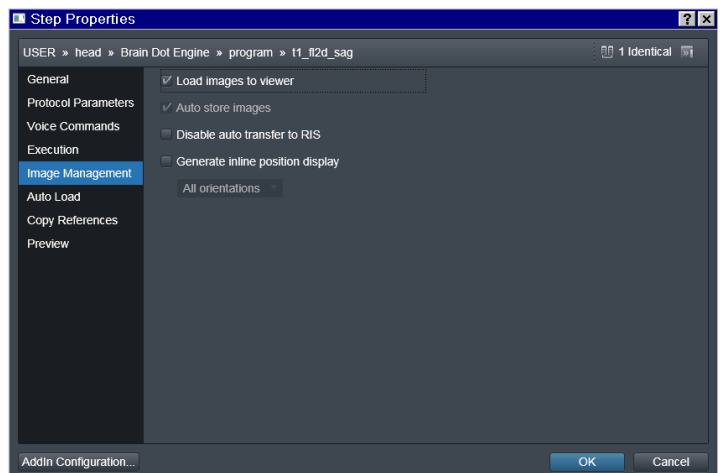 Step Properties
USER » head » Brain Dot Engine » program » t1_fl2d_sag
1 Identical
General
Protocol Parameters
Voice Commands
Execution
Image Management
Auto Load
Copy References
Preview
Load images to viewer
Auto store images
Disable auto transfer to RIS
Generate inline position display
All orientations
AddIn Configuration...
OK
Cancel